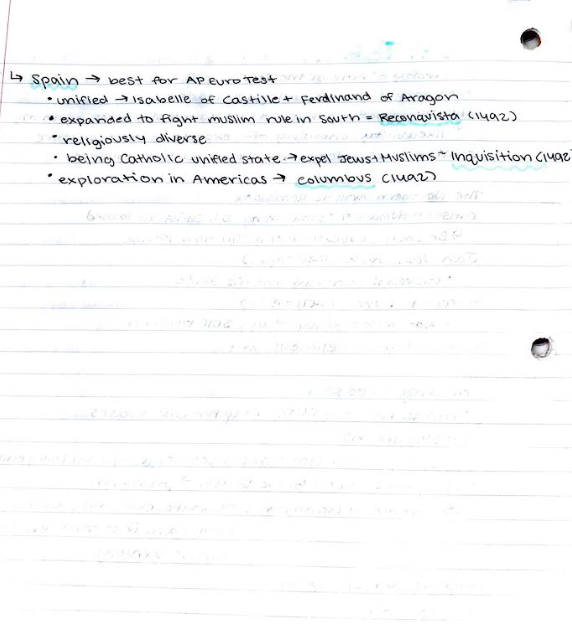 ↳ Spain → best for AP Euro Test
• unified → Isabelle of Castille + Ferdinand of Aragon
• expanded to fight muslim rule in South = Reconquista (1492)
• religiously diverse
• being Catholic unified state → expel Jews + Muslims ~ Inquisition (1492
• exploration in Americas → columbus (1492)